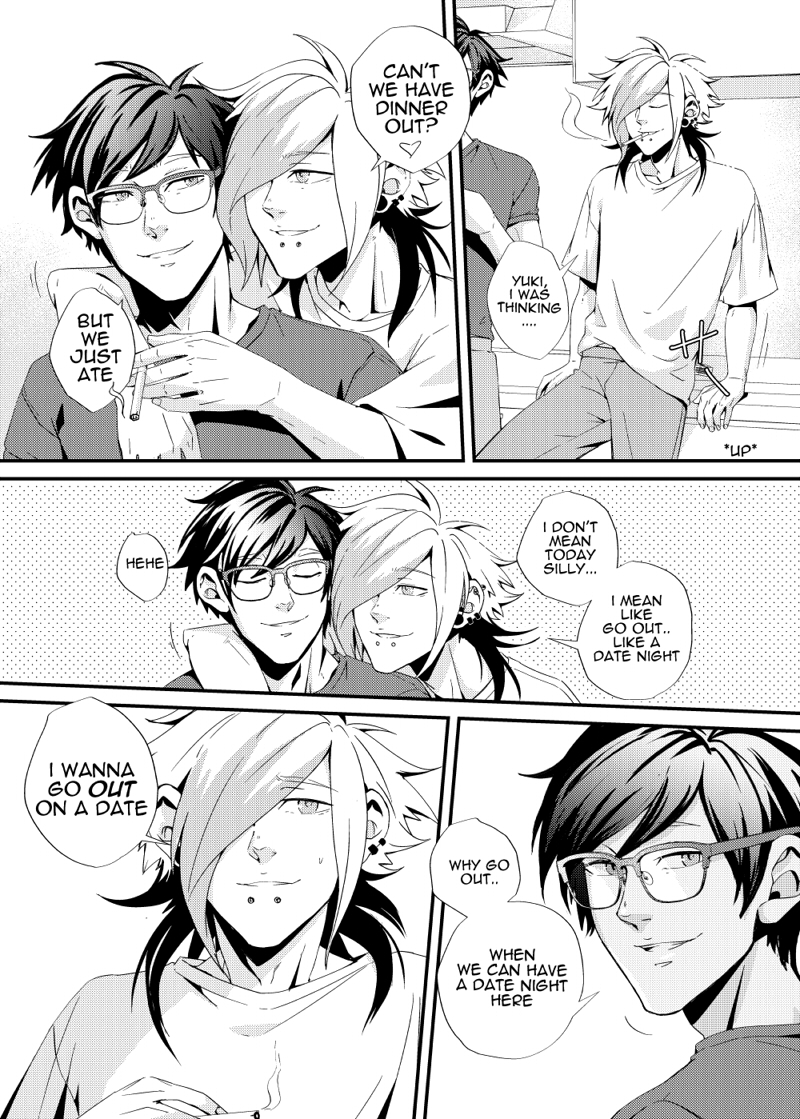 YUKI,
I WAS
THINKING
....
*UP*
CAN'T
WE HAVE
DINNER
OUT?
♡
BUT
WE
JUST
ATE
I DON'T
MEAN
TODAY
SILLY...
I MEAN
LIKE
GO OUT..
LIKE A
DATE NIGHT
HEHE
WHY GO
OUT..
WHEN
WE CAN HAVE
A DATE NIGHT
HERE
I WANNA
GO OUT
ON A DATE